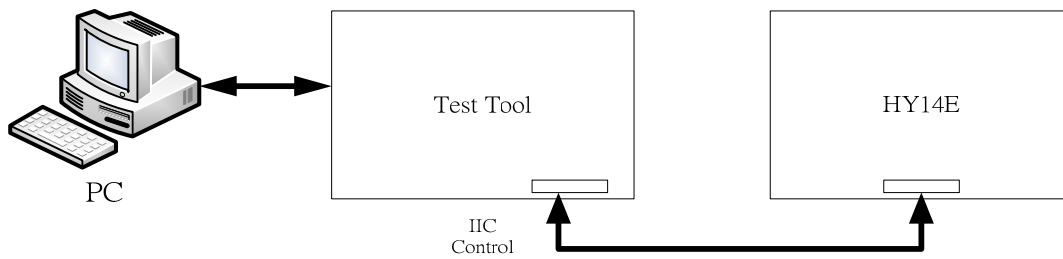 Test Tool
HY14E
PC
IIC
Control